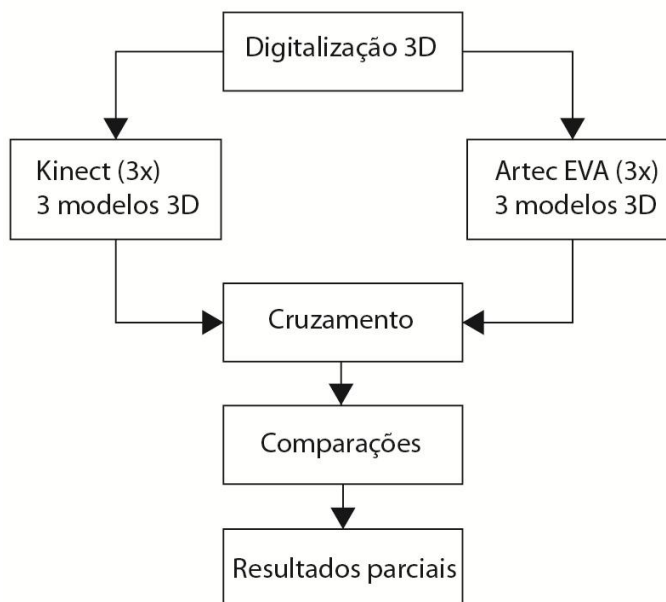 Digitalização 3D
Kinect (3x)
3 modelos 3D
Artec EVA (3x)
3 modelos 3D
Cruzamento
Comparações
Resultados parciais